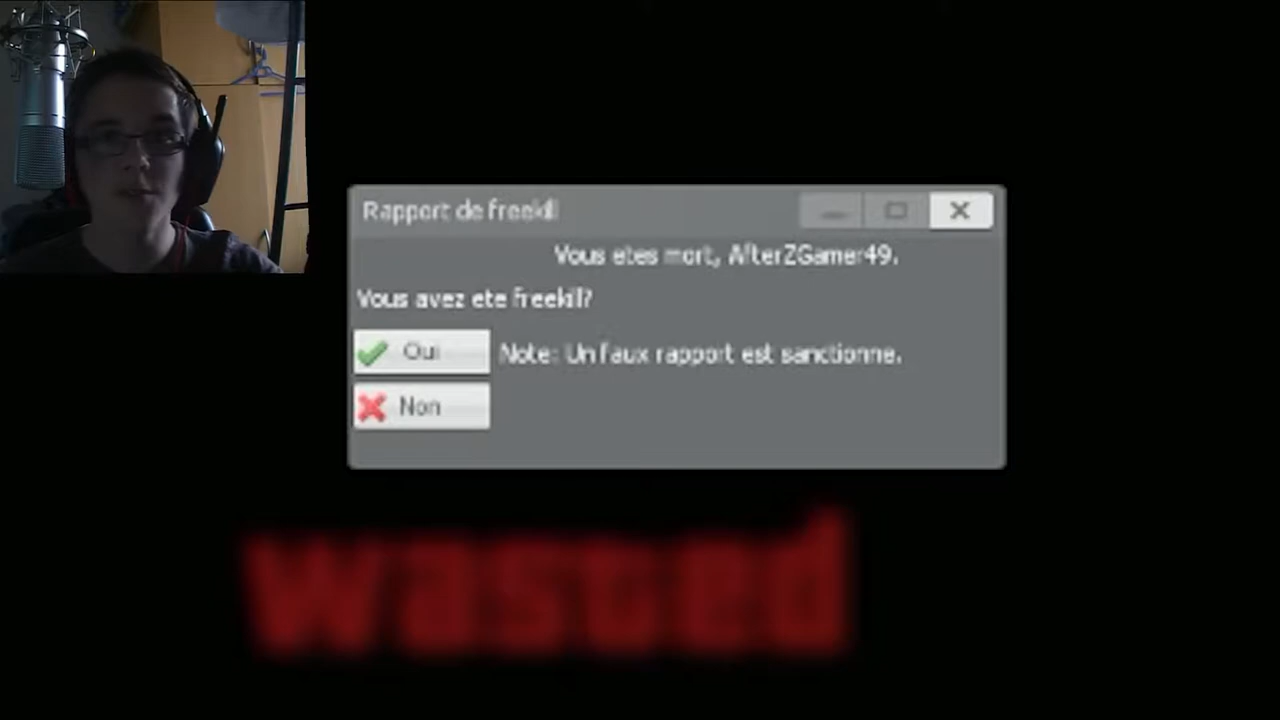 Rapport de freekill
Vous etes mort, AfterZGamer49.
Vous avez ete freekill?
Oui
Note: Un faux rapport est sanctionne.
Non
wasted